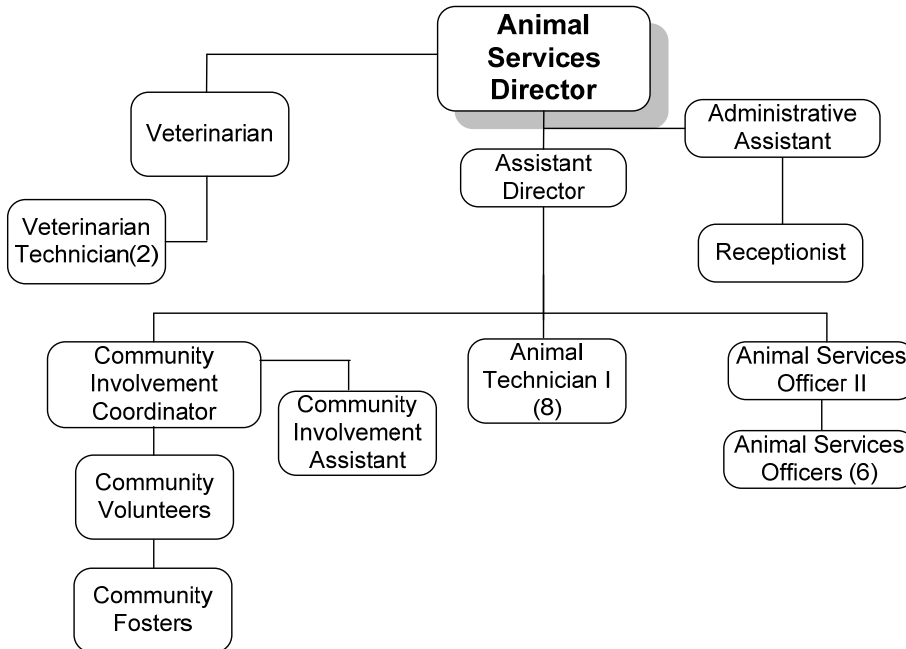 Animal
Services
Director
Veterinarian
Administrative
Assistant
Assistant
Director
Veterinarian
Technician(2)
Receptionist
Community
Involvement
Coordinator
Animal
Technician I
(8)
Animal Services
Officer II
Community
Involvement
Assistant
Animal Services
Officers (6)
Community
Volunteers
Community
Fosters